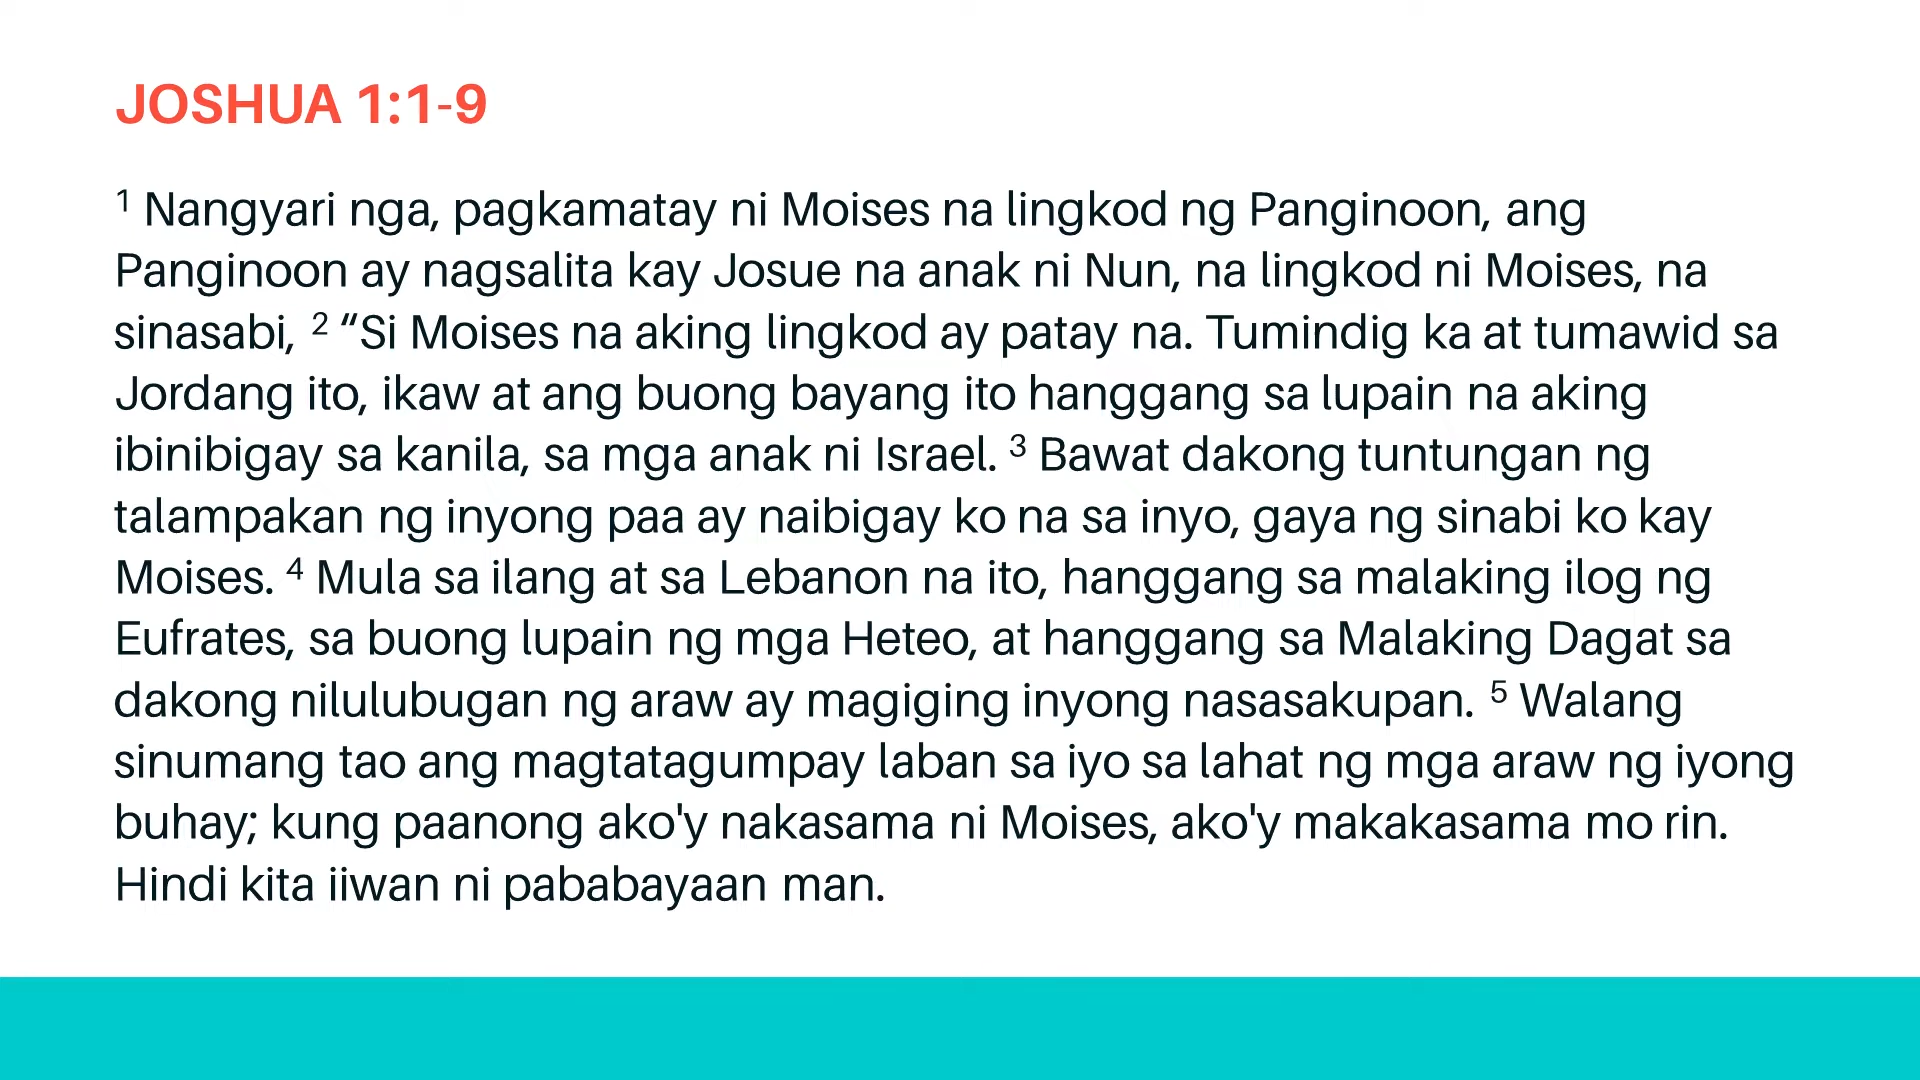 JOSHUA 1:1-9
¹ Nangyari nga, pagkamatay ni Moises na lingkod ng Panginoon, ang
Panginoon ay nagsalita kay Josue na anak ni Nun, na lingkod ni Moises, na
sinasabi, ² “Si Moises na aking lingkod ay patay na. Tumindig ka at tumawid sa
Jordang ito, ikaw at ang buong bayang ito hanggang sa lupain na aking
ibinibigay sa kanila, sa mga anak ni Israel. ³ Bawat dakong tuntungan ng
talampakan ng inyong paa ay naibigay ko na sa inyo, gaya ng sinabi ko kay
Moises. ⁴ Mula sa ilang at sa Lebanon na ito, hanggang sa malaking ilog ng
Eufrates, sa buong lupain ng mga Heteo, at hanggang sa Malaking Dagat sa
dakong nilulubugan ng araw ay magiging inyong nasasakupan. ⁵ Walang
sinumang tao ang magtatagumpay laban sa iyo sa lahat ng mga araw ng iyong
buhay; kung paanong ako'y nakasama ni Moises, ako'y makakasama mo rin.
Hindi kita iiwan ni pababayaan man.